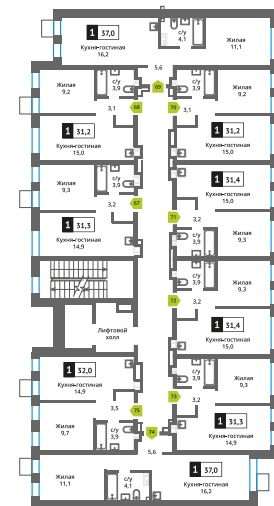 1 37,0
Кухня-гостиная
16,2
с/у
4,1
Жилая
11,1
5,6
69
Жилая
9,2
с/у
3,9
3,1
68
1 31,2
Кухня-гостиная
15,0
с/у
3,9
Жилая
9,2
70
3,1
1 31,2
Кухня-гостиная
15,0
Жилая
9,3
с/у
3,9
3,2
67
1 31,3
Кухня-гостиная
14,9
1 31,4
Кухня-гостиная
15,0
71
3,2
с/у
3,9
Жилая
9,3
с/у
3,9
Жилая
9,3
72
3,2
1 31,4
Кухня-гостиная
15,0
Лифтовой
холл
1 32,0
Кухня-гостиная
14,9
3,5
75
Жилая
9,7
с/у
3,9
с/у
3,9
Жилая
9,3
73
3,2
1 31,3
Кухня-гостиная
14,9
74
5,6
Жилая
11,1
с/у
4,1
1 37,0
Кухня-гостиная
16,2